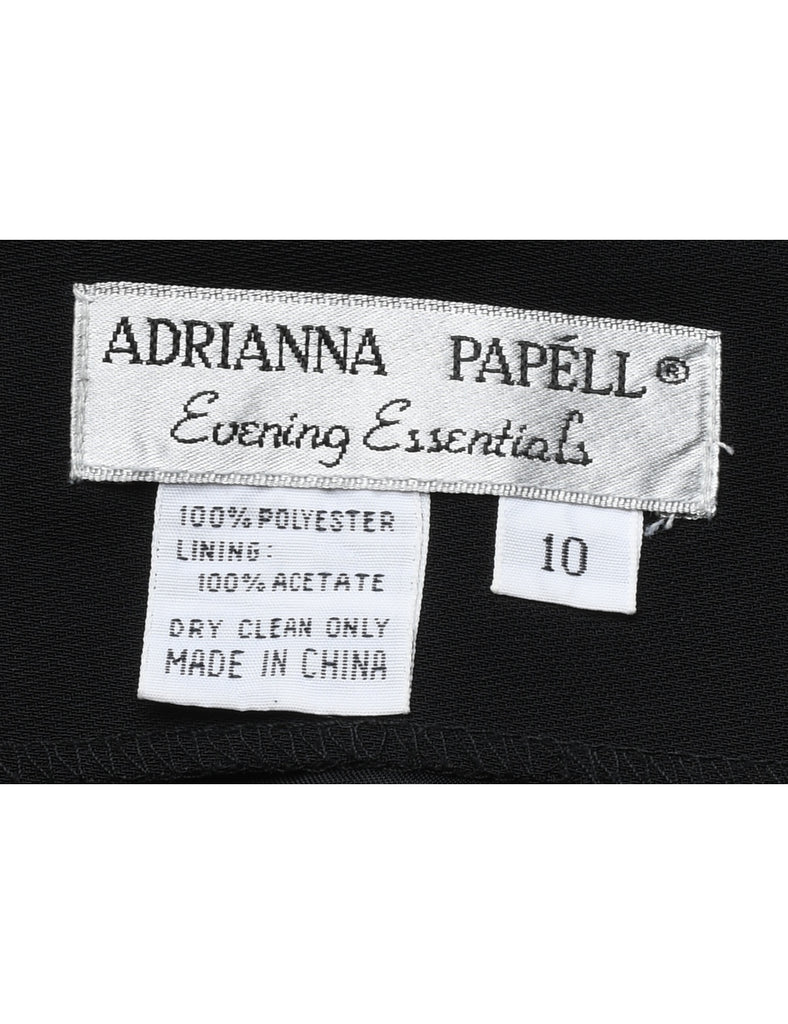 ADRIANNA PAPÉLL®
Evening Essentials
100% POLYESTER
LINING:
100% ACETATE
DRY CLEAN ONLY
MADE IN CHINA
10